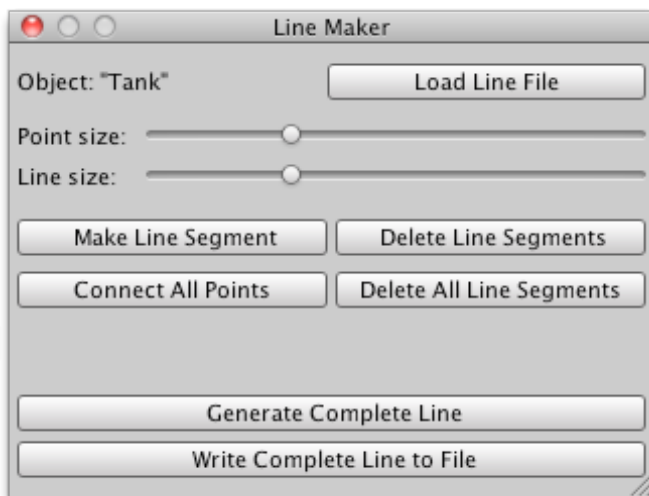 Line Maker
Object: "Tank"
Load Line File
Point size:
Line size:
Make Line Segment
Delete Line Segments
Connect All Points
Delete All Line Segments
Generate Complete Line
Write Complete Line to File